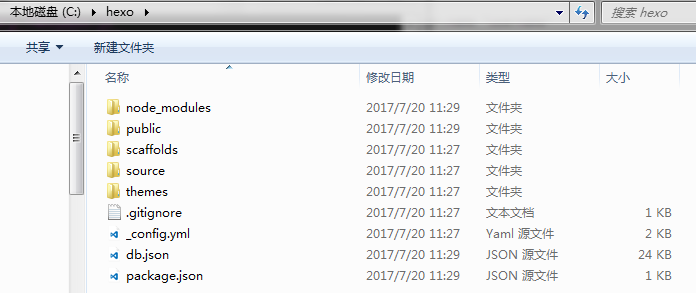 本地磁盘 (C:) hexo 搜索 hexo
共享 新建文件夹
名称 修改日期 类型 大小
node_modules 2017/7/20 11:29 文件夹
public 2017/7/20 11:29 文件夹
scaffolds 2017/7/20 11:27 文件夹
source 2017/7/20 11:27 文件夹
themes 2017/7/20 11:27 文件夹
.gitignore 2017/7/20 11:27 文本文档 1 KB
_config.yml 2017/7/20 11:27 Yaml 源文件 2 KB
db.json 2017/7/20 11:29 JSON 源文件 24 KB
package.json 2017/7/20 11:29 JSON 源文件 1 KB